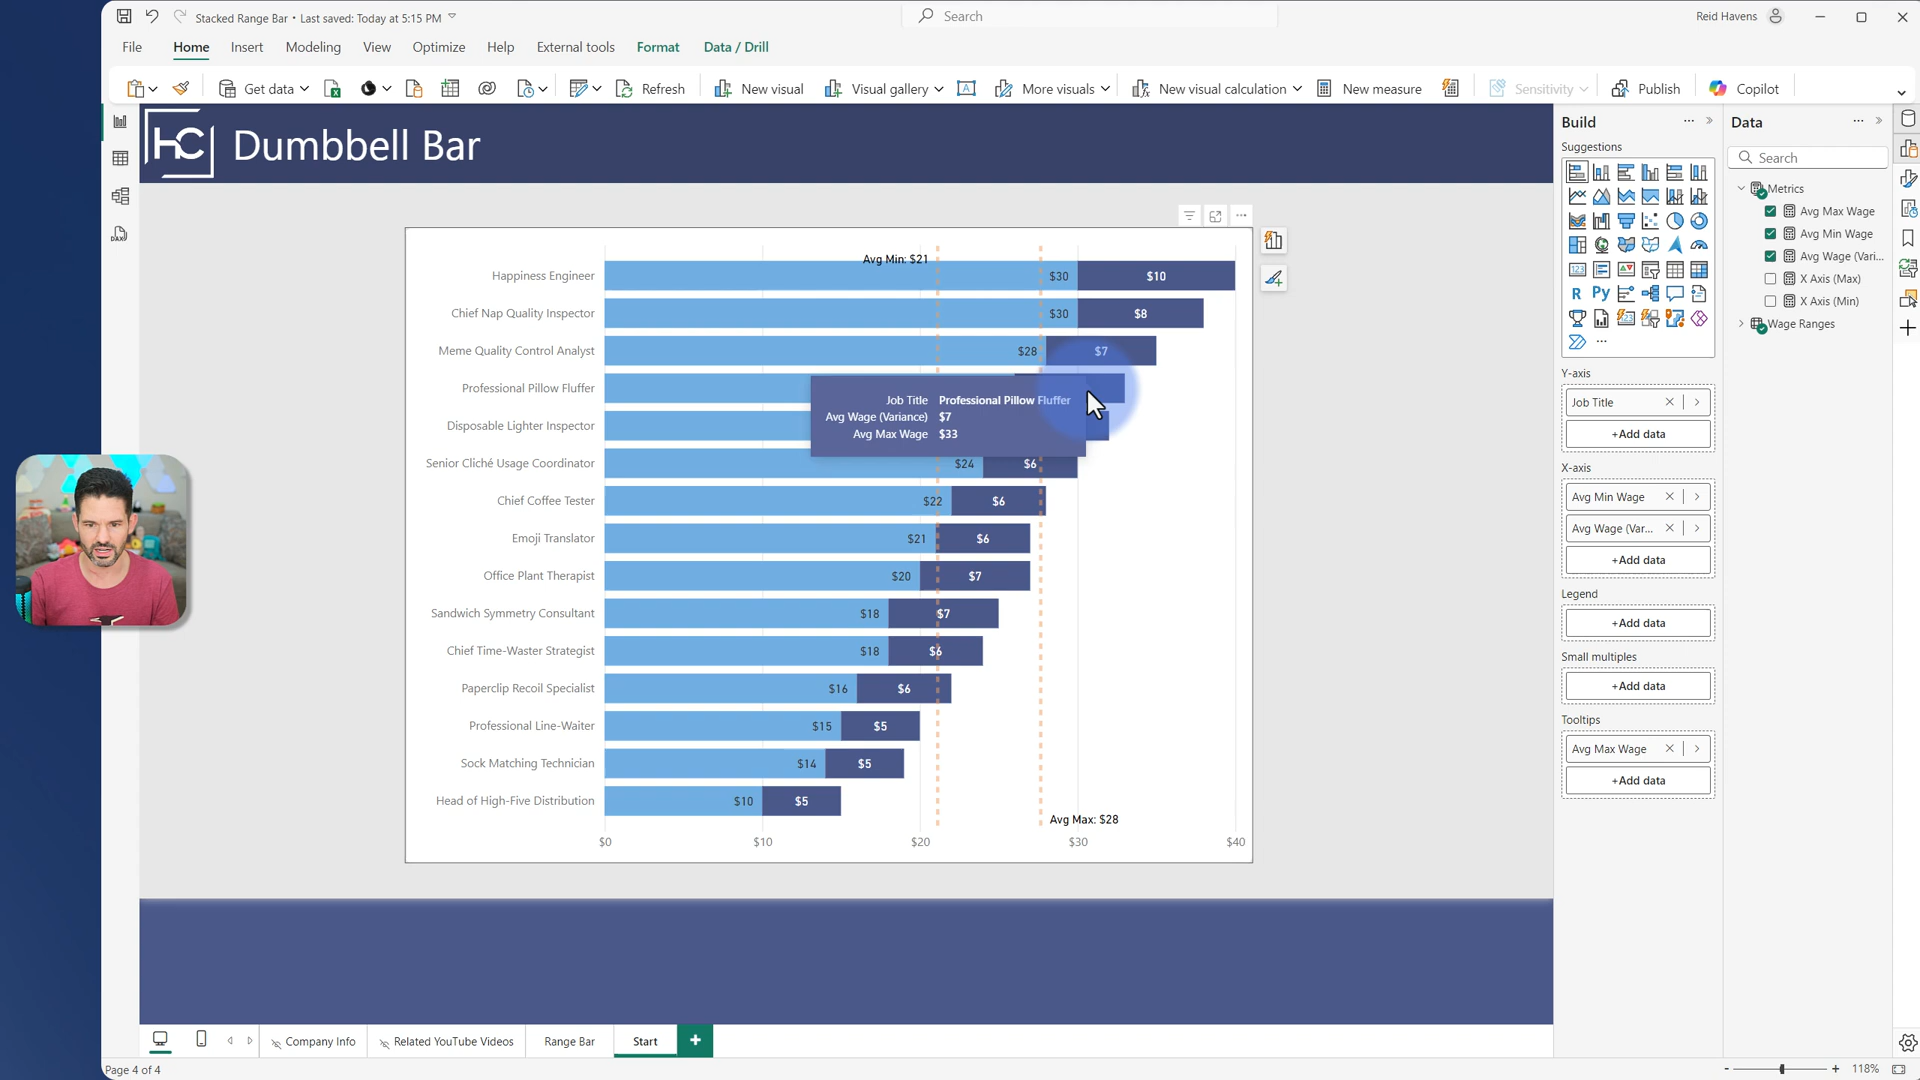 Stacked Range Bar • Last saved: Today at 5:15 PM
Search
Reid Havens
File Home Insert Modeling View Optimize Help External tools Format Data / Drill
Get data Refresh New visual Visual gallery More visuals New visual calculation New measure Sensitivity Publish Copilot
HC Dumbbell Bar
Avg Min: $21
Happiness Engineer $30 $10
Chief Nap Quality Inspector $30 $8
Meme Quality Control Analyst $28 $7
Professional Pillow Fluffer
Job Title Professional Pillow Fluffer
Avg Wage (Variance) $7
Avg Max Wage $33
Disposable Lighter Inspector
Senior Cliché Usage Coordinator $24 $6
Chief Coffee Tester $22 $6
Emoji Translator $21 $6
Office Plant Therapist $20 $7
Sandwich Symmetry Consultant $18 $7
Chief Time-Waster Strategist $18 $6
Paperclip Recoil Specialist $16 $6
Professional Line-Waiter $15 $5
Sock Matching Technician $14 $5
Head of High-Five Distribution $10 $5
Avg Max: $28
$0 $10 $20 $30 $40
Build
Suggestions
R Py
123
Y-axis
Job Title
+Add data
X-axis
Avg Min Wage
Avg Wage (Var...
+Add data
Legend
+Add data
Small multiples
+Add data
Tooltips
Avg Max Wage
+Add data
Data
Search
Metrics
Avg Max Wage
Avg Min Wage
Avg Wage (Vari...
X Axis (Max)
X Axis (Min)
Wage Ranges
DAX
Company Info Related YouTube Videos Range Bar Start +
Page 4 of 4
- + 118%